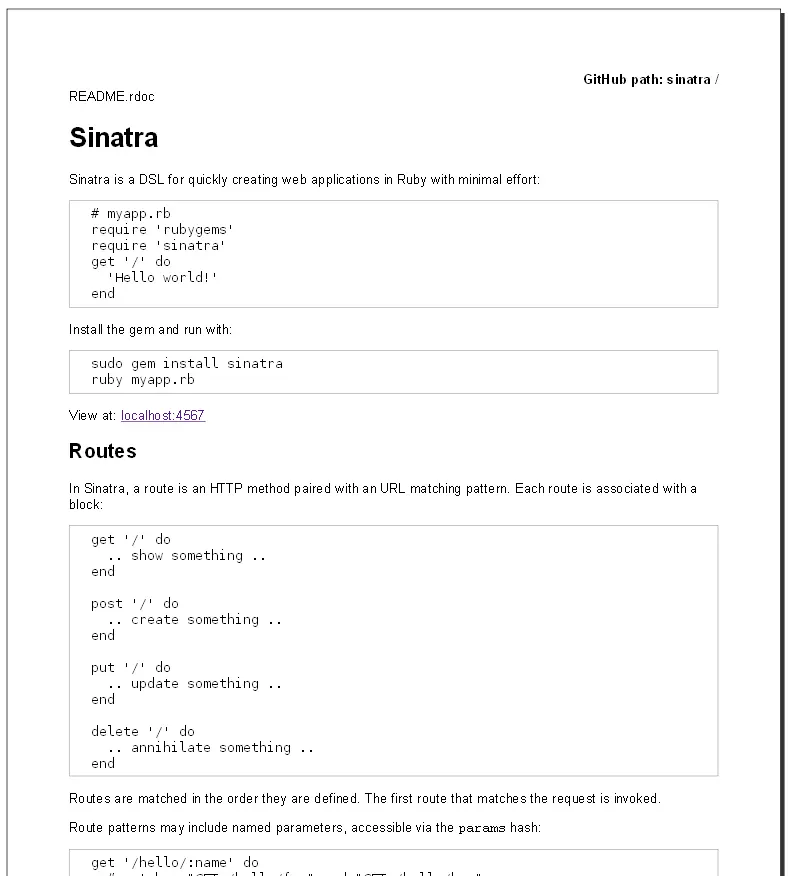 GitHub path: sinatra /
README.rdoc
Sinatra
Sinatra is a DSL for quickly creating web applications in Ruby with minimal effort:
# myapp.rb
require 'rubygems'
require 'sinatra'
get '/' do
  'Hello world!'
end
Install the gem and run with:
sudo gem install sinatra
ruby myapp.rb
View at: localhost:4567
Routes
In Sinatra, a route is an HTTP method paired with an URL matching pattern. Each route is associated with a
block:
get '/' do
  .. show something ..
end
post '/' do
  .. create something ..
end
put '/' do
  .. update something ..
end
delete '/' do
  .. annihilate something ..
end
Routes are matched in the order they are defined. The first route that matches the request is invoked.
Route patterns may include named parameters, accessible via the params hash:
get '/hello/:name' do